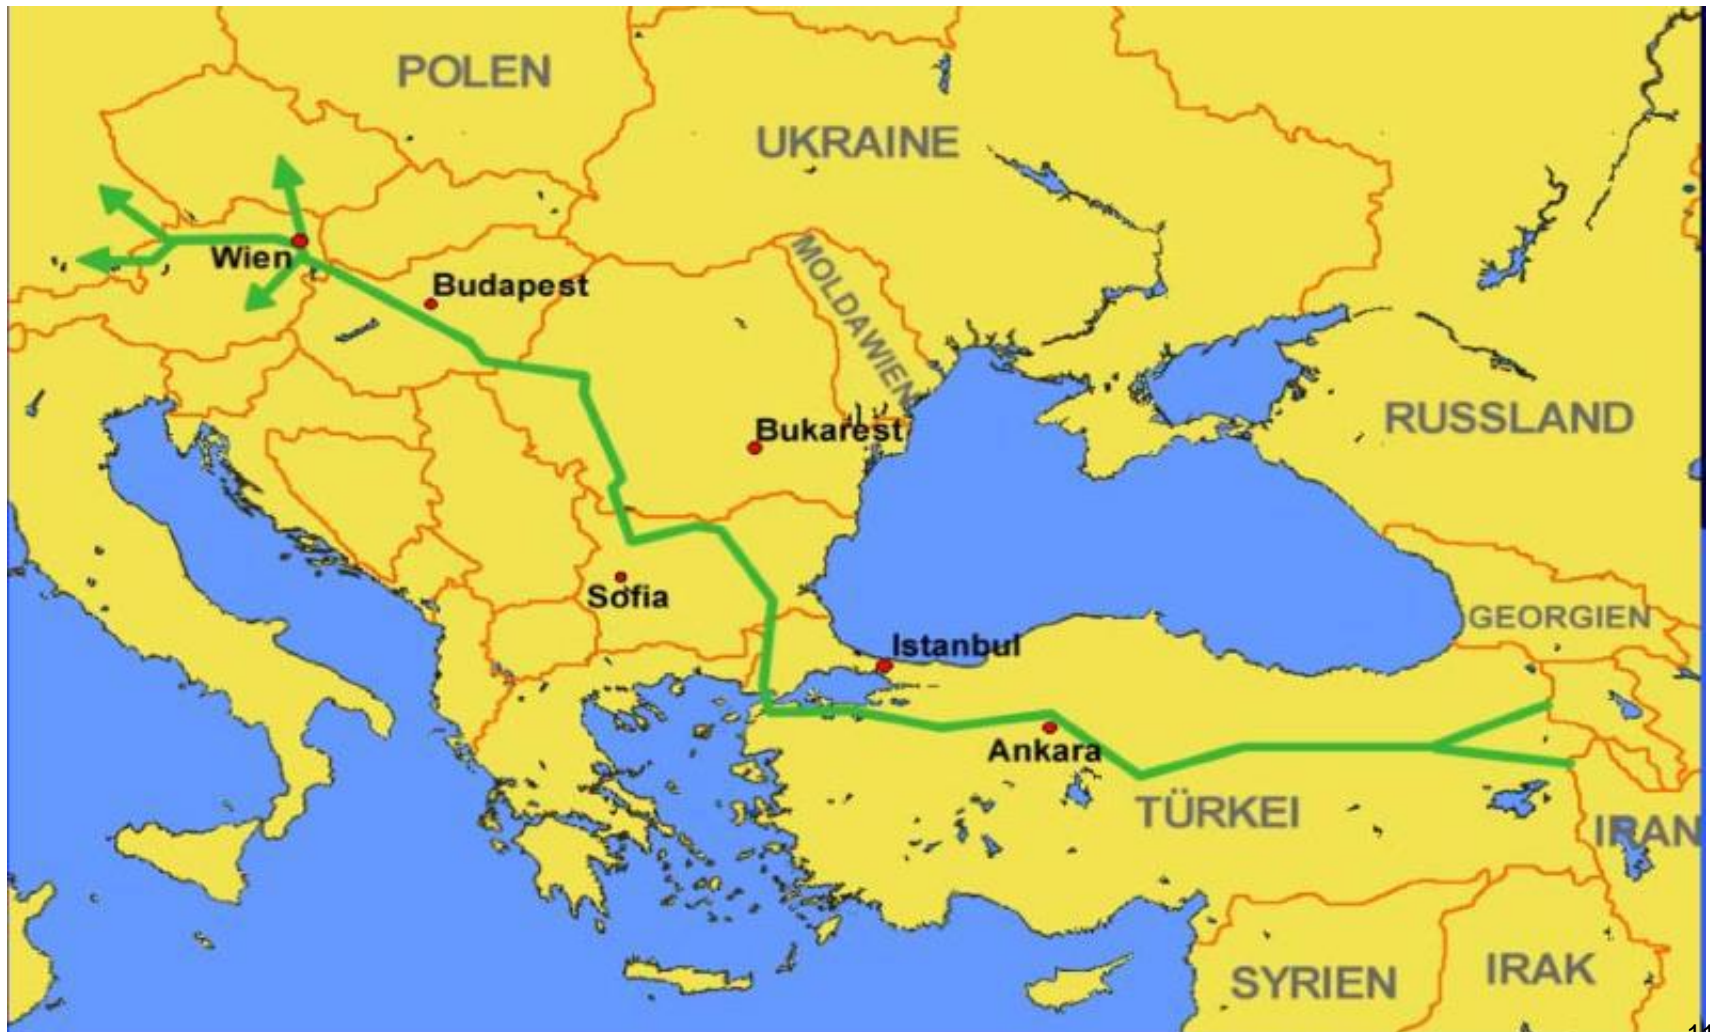 POLEN
UKRAINE
Wien
Budapest
MOLDAWIEN
RUSSLAND
Bukarest
Sofia
GEORGIEN
Istanbul
Ankara
TÜRKEI
IRAN
SYRIEN
IRAK